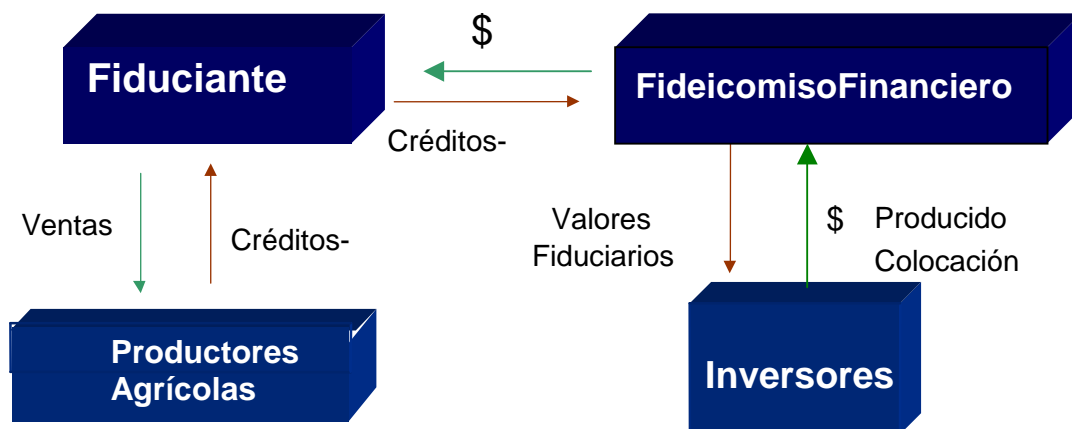 $
Fiduciante
FideicomisoFinanciero
Créditos-
Ventas
Créditos-
Valores
Fiduciarios
$ Producido
Colocación
Productores
Agrícolas
Inversores